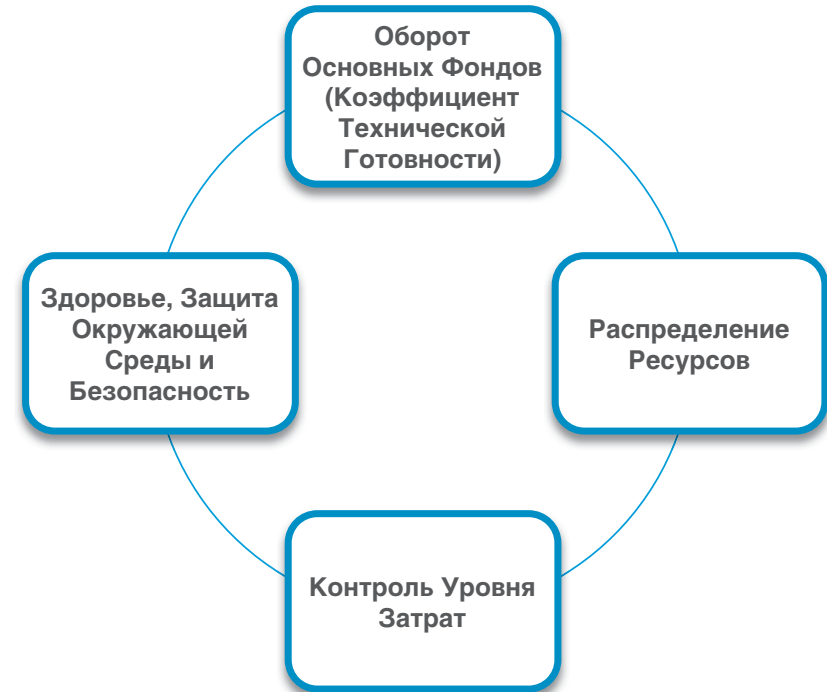 Оборот
Основных Фондов
(Коэффициент
Технической
Готовности)
Здоровье, Защита
Окружающей
Среды и
Безопасность
Распределение
Ресурсов
Контроль Уровня
Затрат